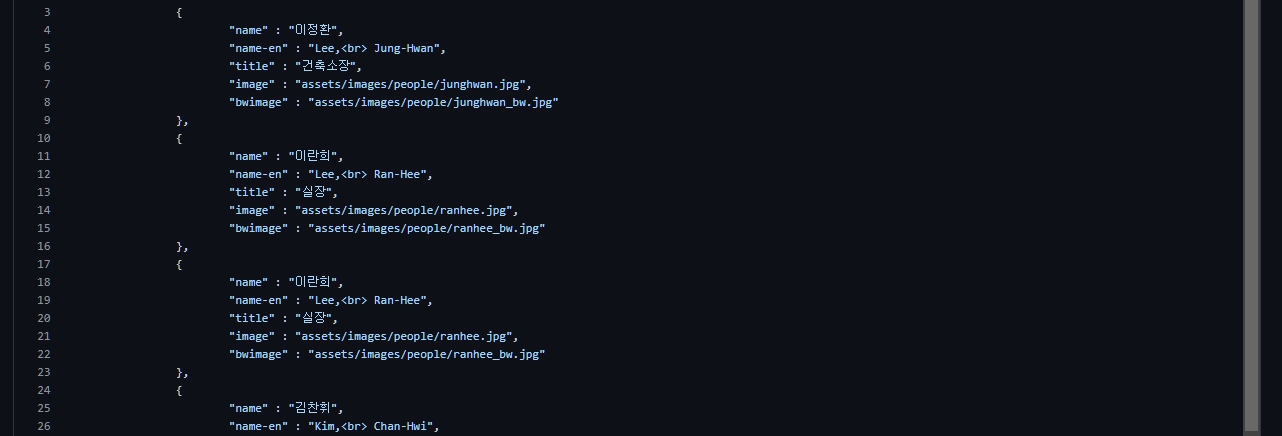 3 {
4 "name" : "이정환",
5 "name-en" : "Lee,<br> Jung-Hwan",
6 "title" : "건축소장",
7 "image" : "assets/images/people/junghwan.jpg",
8 "bwimage" : "assets/images/people/junghwan_bw.jpg"
9 },
10 {
11 "name" : "이란희",
12 "name-en" : "Lee,<br> Ran-Hee",
13 "title" : "실장",
14 "image" : "assets/images/people/ranhee.jpg",
15 "bwimage" : "assets/images/people/ranhee_bw.jpg"
16 },
17 {
18 "name" : "이란희",
19 "name-en" : "Lee,<br> Ran-Hee",
20 "title" : "실장",
21 "image" : "assets/images/people/ranhee.jpg",
22 "bwimage" : "assets/images/people/ranhee_bw.jpg"
23 },
24 {
25 "name" : "김찬휘",
26 "name-en" : "Kim,<br> Chan-Hwi",